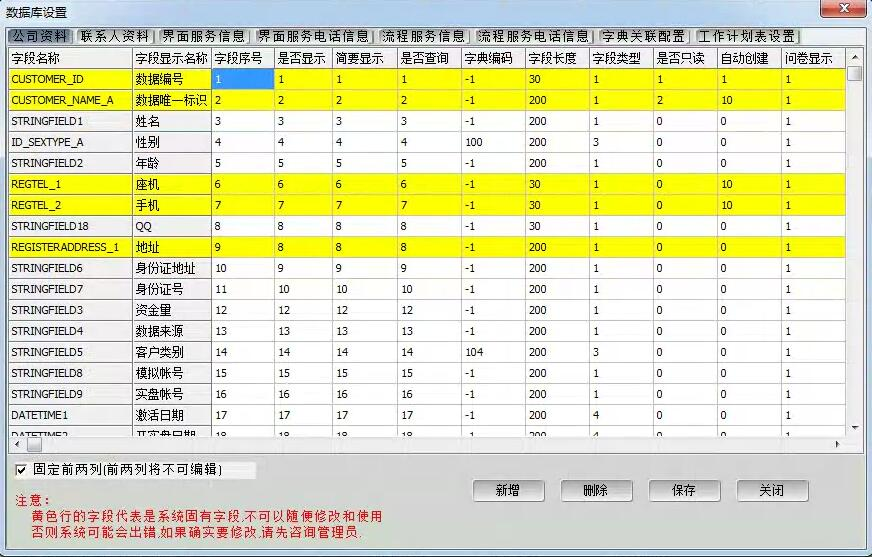 数据库设置
公司资料 联系人资料 界面服务信息 界面服务电话信息 流程服务信息 流程服务电话信息 字典关联配置 工作计划表设置
字段名称 字段显示名称 字段序号 是否显示 简要显示 是否查询 字典编码 字段长度 字段类型 是否只读 自动创建 问卷显示
CUSTOMER_ID 数据编号 1 1 1 1 -1 30 1 1 1 1
CUSTOMER_NAME_A 数据唯一标识 2 2 2 2 -1 200 1 2 10 1
STRINGFIELD1 姓名 3 3 3 3 -1 200 1 0 0 1
ID_SEXTYPE_A 性别 4 4 4 4 100 200 3 0 0 1
STRINGFIELD2 年龄 5 5 5 5 -1 200 1 0 0 1
REGTEL_1 座机 6 6 6 6 -1 30 1 0 10 1
REGTEL_2 手机 7 7 7 7 -1 30 1 0 10 1
STRINGFIELD18 QQ 8 8 8 8 -1 30 1 0 0 1
REGISTERADDRESS_1 地址 9 8 8 8 -1 200 1 0 0 1
STRINGFIELD6 身份证地址 10 9 9 9 -1 200 1 0 0 1
STRINGFIELD7 身份证号 11 10 10 10 -1 200 1 0 0 1
STRINGFIELD3 资金量 12 12 12 12 -1 200 1 0 0 1
STRINGFIELD4 数据来源 13 13 13 13 -1 200 1 0 0 1
STRINGFIELD5 客户类别 14 14 14 14 104 200 3 0 0 1
STRINGFIELD8 模拟帐号 15 15 15 15 -1 200 1 0 0 1
STRINGFIELD9 实盘帐号 16 16 16 16 -1 200 1 0 0 1
DATETIME1 激活日期 17 17 17 17 -1 200 4 0 0 1
DATETIME2 开实盘日期 18 18 18 18 -1 200 4 0 0 1
固定前两列(前两列将不可编辑)
新增 删除 保存 关闭
注意：
黄色行的字段代表是系统固有字段,不可以随便修改和使用
否则系统可能会出错,如果确实要修改,请先咨询管理员.